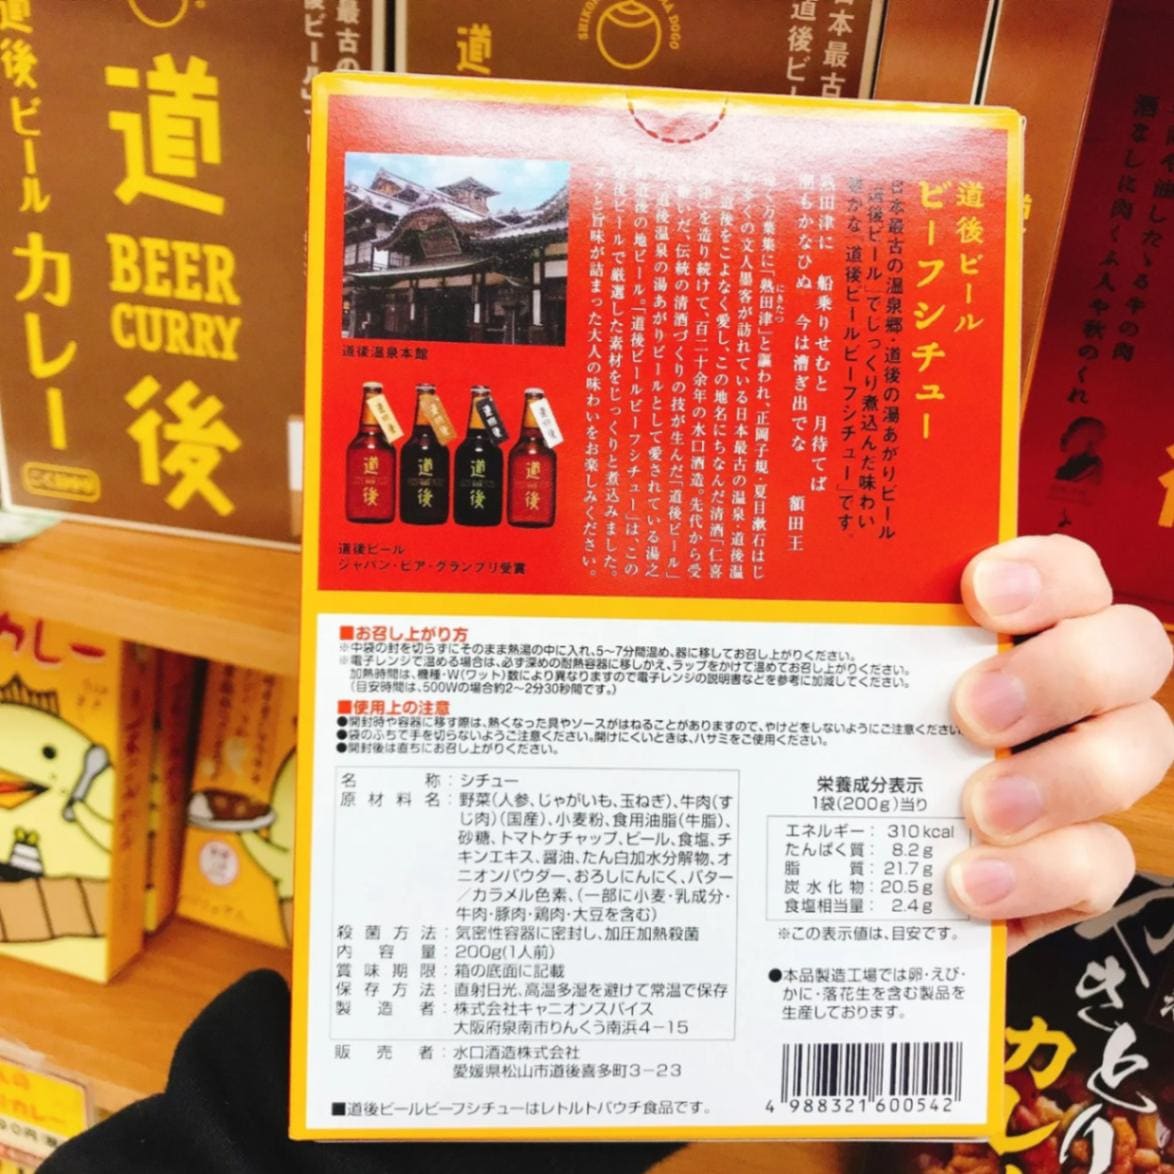 道後ビール
ビーフシチュー
日本最古の温泉郷・道後の湯あがりビール
「道後ビール」でじっくり煮込んだ味わい
豊かな「道後ビールビーフシチュー」です。
熟田津に 船乗りせむと 月待てば
潮もかなひぬ 今は漕ぎ出でな 額田王
万葉集に「熟田津」と謳われ、正岡子規・夏目漱石はじ
にきたつ
め多くの文人墨客が訪れている日本最古の温泉・道後温
道後をこよなく愛し、この地名にちなんだ清酒「仁喜
を造り続けて、百二十余年の水口酒造。先代から受
継いだ、伝統の清酒づくりの技が生んだ「道後ビール」
道後温泉の湯あがりビールとして愛されている湯之
町道後の地ビール。「道後ビールビーフシチュー」は、この
道後ビールで厳選した素材をじっくりと煮込みました。
コクと旨味が詰まった大人の味わいをお楽しみください。
道後温泉本館
道後
道後
道後
道後
道後ビール
ジャパン・ビア・グランプリ受賞
■お召し上がり方
※中袋の封を切らずにそのまま熱湯の中に入れ、5〜7分間温め、器に移してお召し上がりください。
※電子レンジで温める場合は、必ず深めの耐熱容器に移しかえ、ラップをかけて温めてお召し上がりください。
加熱時間は、機種・W(ワット)数により異なりますので電子レンジの説明書などを参考に加減してください。
(目安時間は、500Wの場合約2〜2分30秒間です。)
■使用上の注意
●開封時や容器に移す際は、熱くなった具やソースがはねることがありますので、やけどをしないようにご注意ください。
●袋のふちで手を切らないようご注意ください。開けにくいときは、ハサミをご使用ください。
●開封後は直ちにお召し上がりください。
名称：シチュー
原材料名：野菜(人参、じゃがいも、玉ねぎ)、牛肉(す
じ肉)(国産)、小麦粉、食用油脂(牛脂)、
砂糖、トマトケチャップ、ビール、食塩、チ
キンエキス、醤油、たん白加水分解物、オ
ニオンパウダー、おろしにんにく、バター
／カラメル色素、(一部に小麦・乳成分・
牛肉・豚肉・鶏肉・大豆を含む)
殺菌方法：気密性容器に密封し、加圧加熱殺菌
内容量：200g(1人前)
賞味期限：箱の底面に記載
保存方法：直射日光、高温多湿を避けて常温で保存
製造者：株式会社キャニオンスパイス
大阪府泉南市りんくう南浜4−15
販売者：水口酒造株式会社
愛媛県松山市道後喜多町3−23
■道後ビールビーフシチューはレトルトパウチ食品です。
栄養成分表示
1袋(200g)当り
エネルギー：310kcal
たんぱく質：8.2g
脂質：21.7g
炭水化物：20.5g
食塩相当量：2.4g
※この表示値は、目安です。
●本品製造工場では卵・えび・
かに・落花生を含む製品を
生産しております。
4 988321 600542
道後ビールカレー
道
BEER
CURRY
後
道
カレー
さとり
カレー